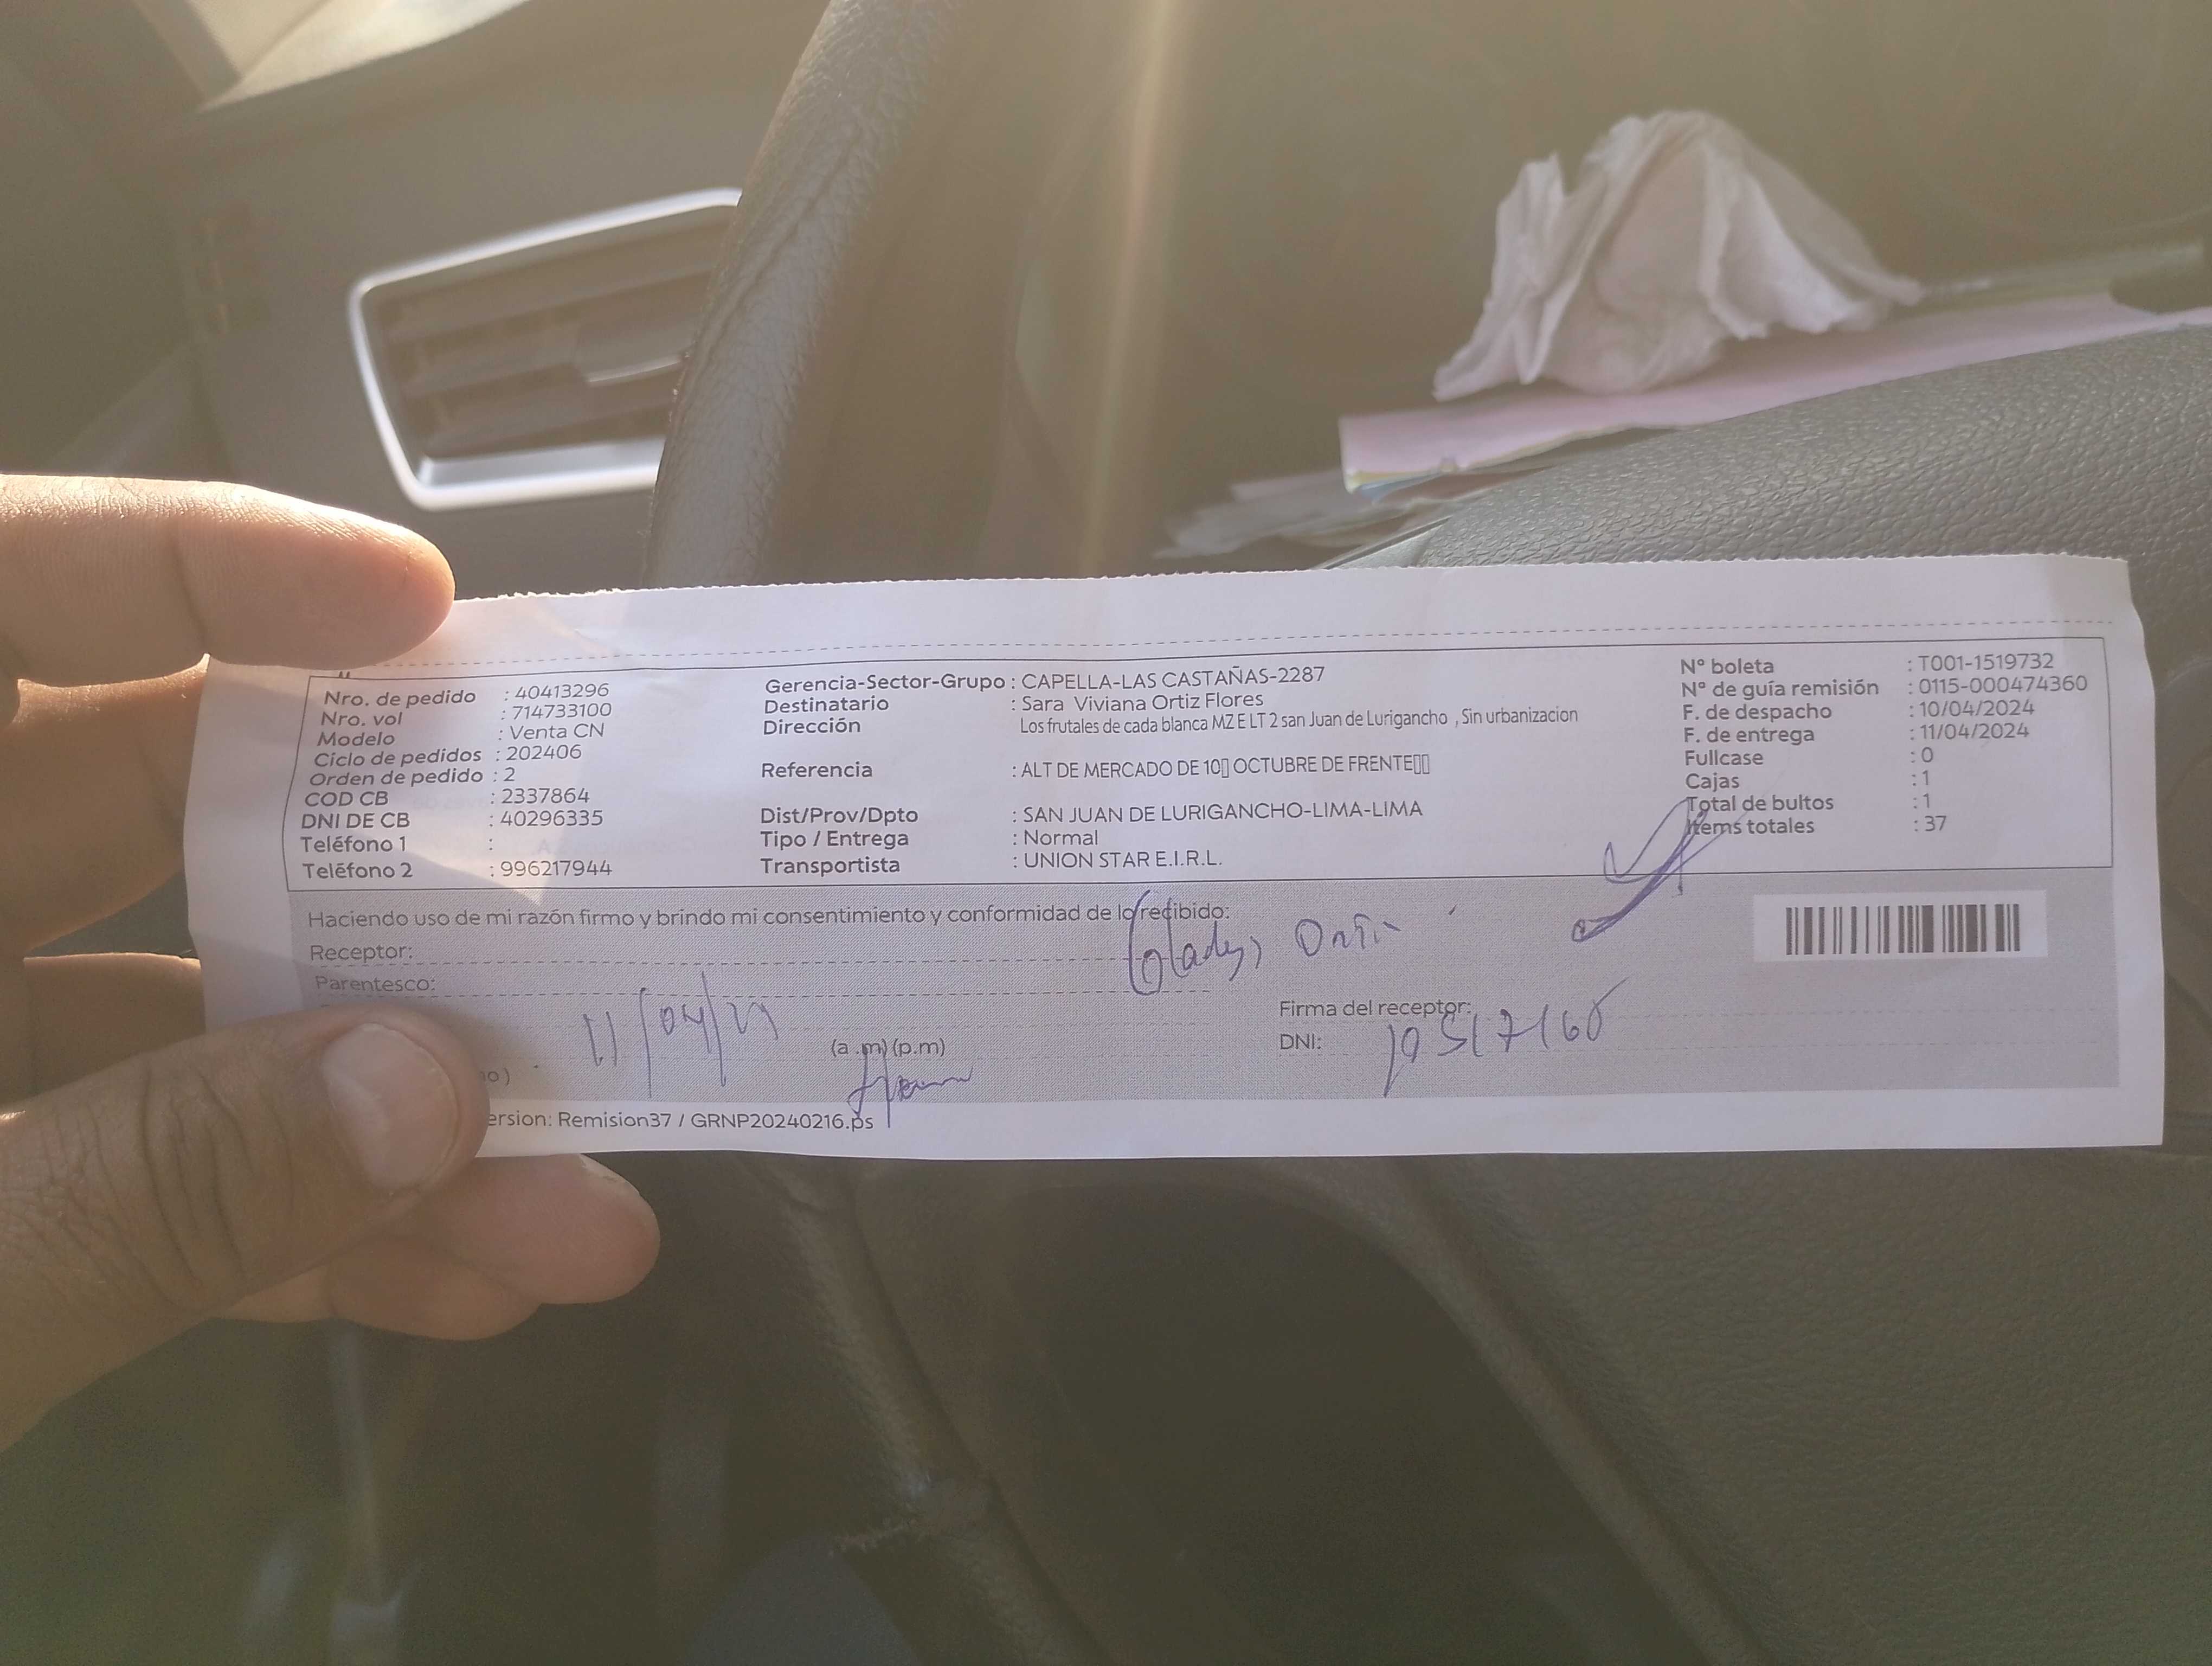 Nro. de pedido : 40413296
Nro. vol : 714733100
Modelo : Venta CN
Ciclo de pedidos : 202406
Orden de pedido : 2
COD CB : 2337864
DNI DE CB : 40296335
Teléfono 1 :
Teléfono 2 : 996217944
Gerencia-Sector-Grupo : CAPELLA-LAS CASTAÑAS-2287
Destinatario : Sara Viviana Ortiz Flores
Dirección Los frutales de cada blanca MZ E LT 2 san Juan de Lurigancho , Sin urbanizacion
Referencia : ALT DE MERCADO DE 10▯ OCTUBRE DE FRENTE▯▯
Dist/Prov/Dpto : SAN JUAN DE LURIGANCHO-LIMA-LIMA
Tipo / Entrega : Normal
Transportista : UNION STAR E.I.R.L.
N° boleta : T001-1519732
N° de guía remisión : 0115-000474360
F. de despacho : 10/04/2024
F. de entrega : 11/04/2024
Fullcase : 0
Cajas : 1
Total de bultos : 1
Items totales : 37
Haciendo uso de mi razón firmo y brindo mi consentimiento y conformidad de lo recibido:
Receptor: Gladys
Parentesco:
11/04/24
(a .m) (p.m)
Firma del receptor:
DNI:
ersion: Remision37 / GRNP20240216.ps